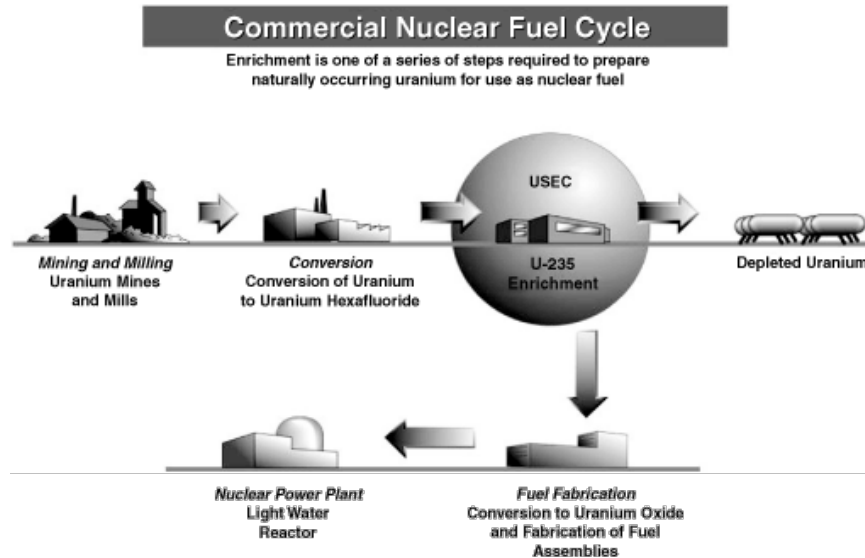 Commercial Nuclear Fuel Cycle
Enrichment is one of a series of steps required to prepare
naturally occurring uranium for use as nuclear fuel
Mining and Milling
Uranium Mines
and Mills
Conversion
Conversion of Uranium
to Uranium Hexafluoride
USEC
U-235
Enrichment
Depleted Uranium
Nuclear Power Plant
Light Water
Reactor
Fuel Fabrication
Conversion to Uranium Oxide
and Fabrication of Fuel
Assemblies